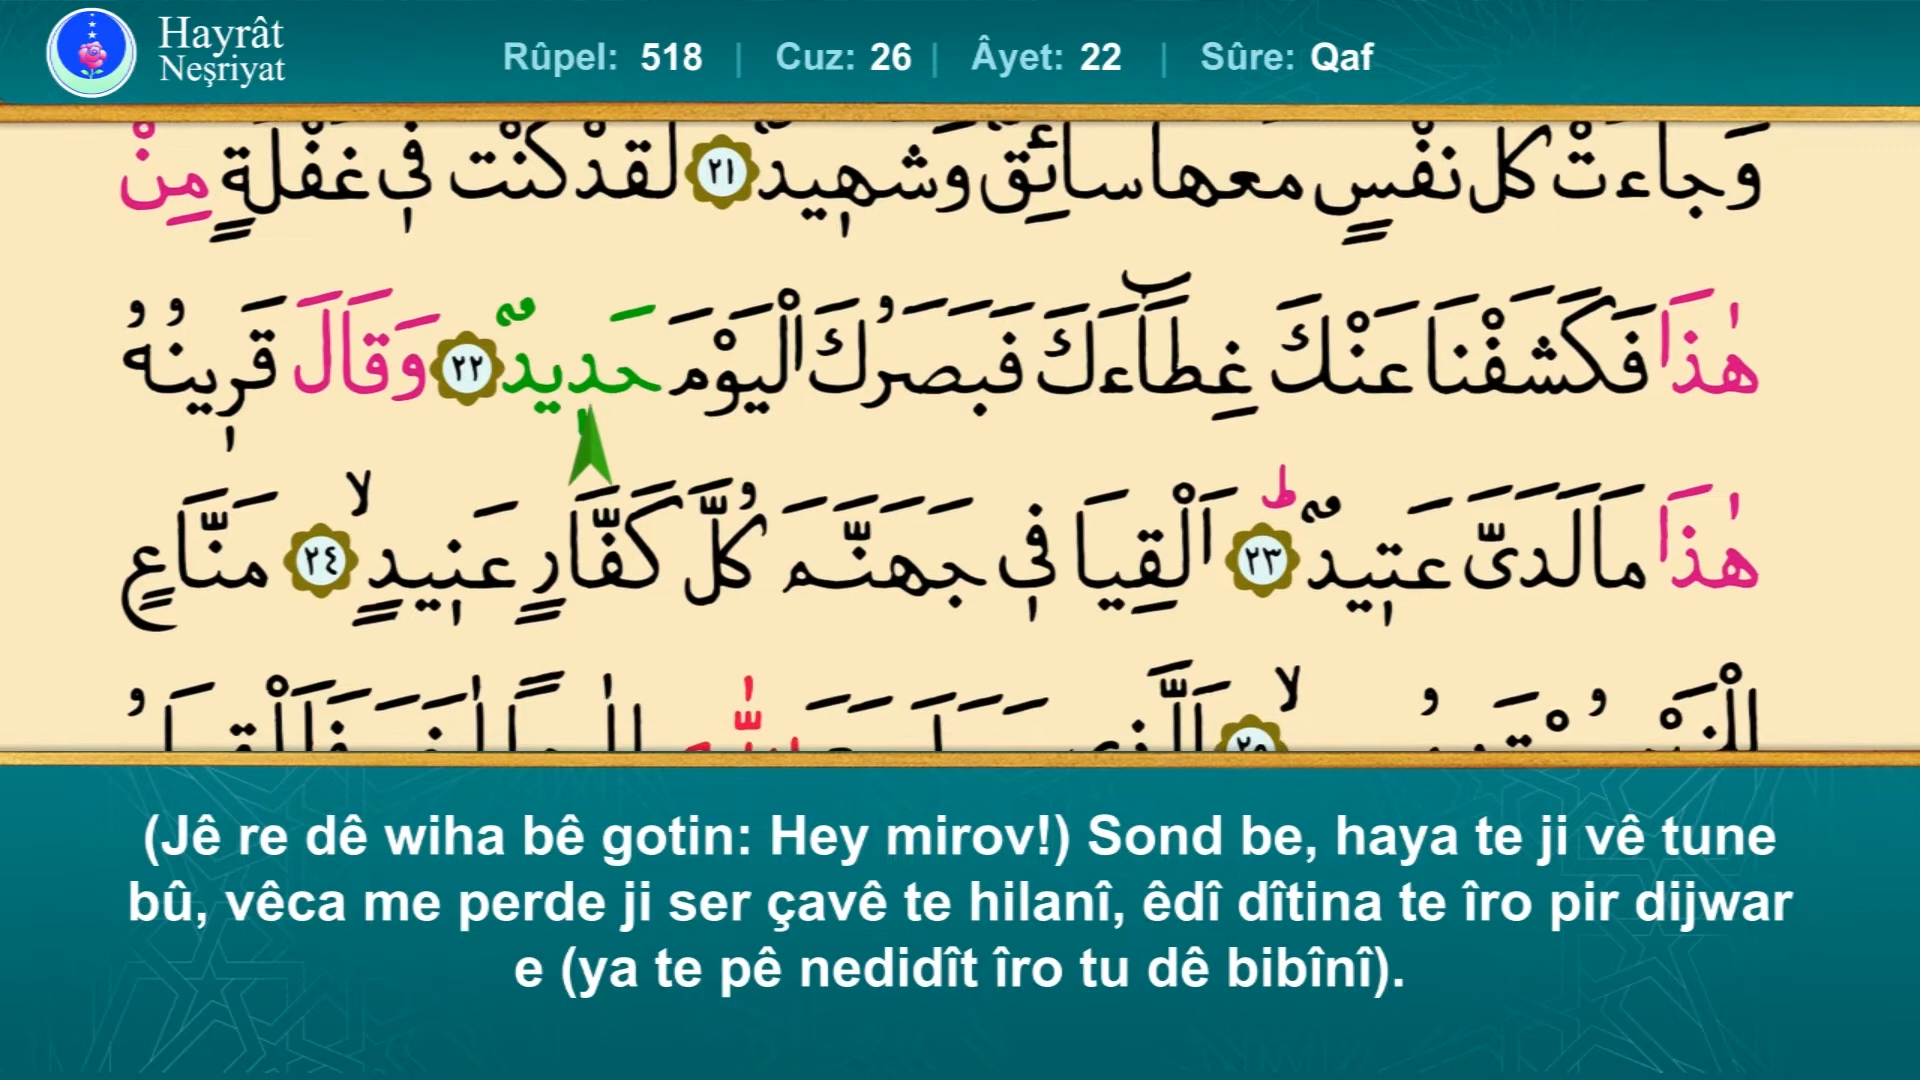 Hayrât
Neşriyat
Rûpel: 518 | Cuz: 26 | Âyet: 22 | Sûre: Qaf
وَجَاءَتْ كُلُّ نَفْسٍ مَعَهَا سَائِقٌ وَشَهِيدٌ ٢١ لَقَدْ كُنْتَ فِي غَفْلَةٍ مِنْ
هٰذَا فَكَشَفْنَا عَنْكَ غِطَٓاءَكَ فَبَصَرُكَ الْيَوْمَ حَدِيدٌ ٢٢ وَقَالَ قَرِينُهُ
هٰذَا مَا لَدَيَّ عَتِيدٌ ط ٢٣ اَلْقِيَا فِي جَهَنَّمَ كُلَّ كَفَّارٍ عَنِيدٍ لا ٢٤ مَنَّاعٍ
(Jê re dê wiha bê gotin: Hey mirov!) Sond be, haya te ji vê tune
bû, vêca me perde ji ser çavê te hilanî, êdî dîtina te îro pir dijwar
e (ya te pê nedidît îro tu dê bibînî).